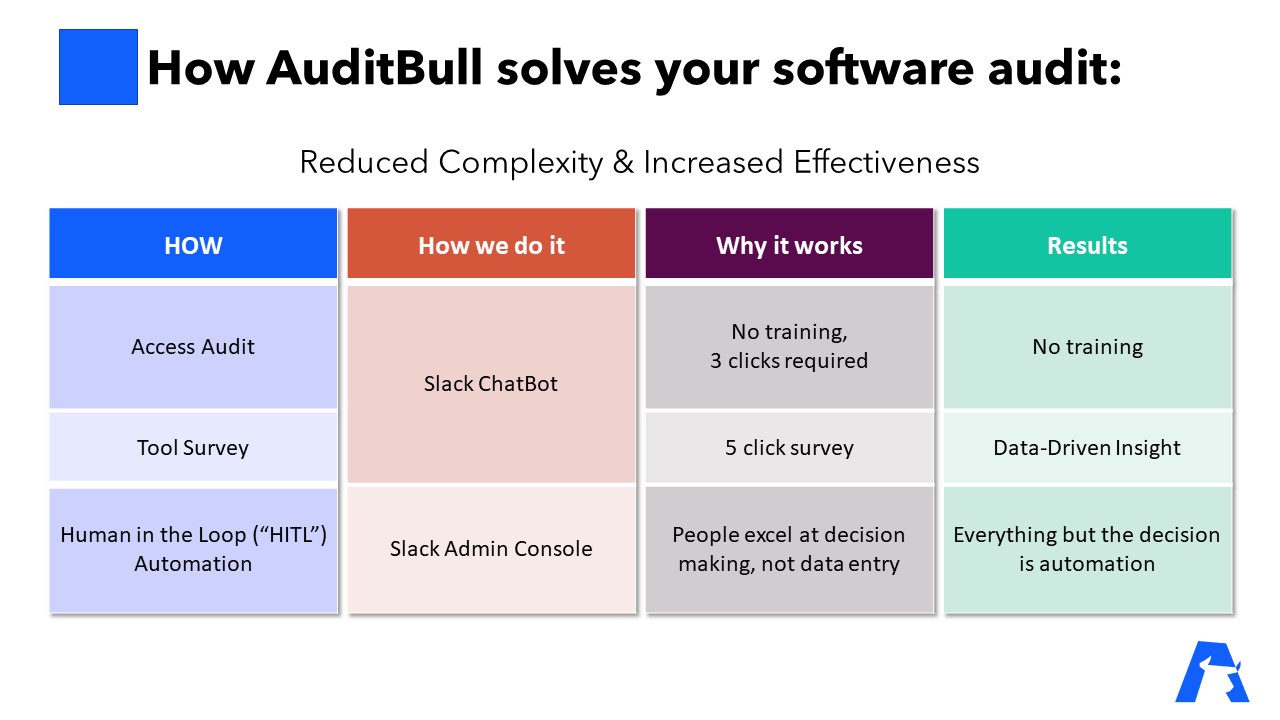 How AuditBull solves your software audit:
Reduced Complexity & Increased Effectiveness
HOW
How we do it
Why it works
Results
Access Audit
Slack ChatBot
No training,
3 clicks required
No training
Tool Survey
5 click survey
Data-Driven Insight
Human in the Loop (“HITL”)
Automation
Slack Admin Console
People excel at decision
making, not data entry
Everything but the decision
is automation